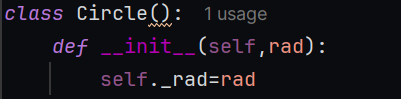 class Circle(): 1 usage
def __init__(self,rad):
self._rad=rad